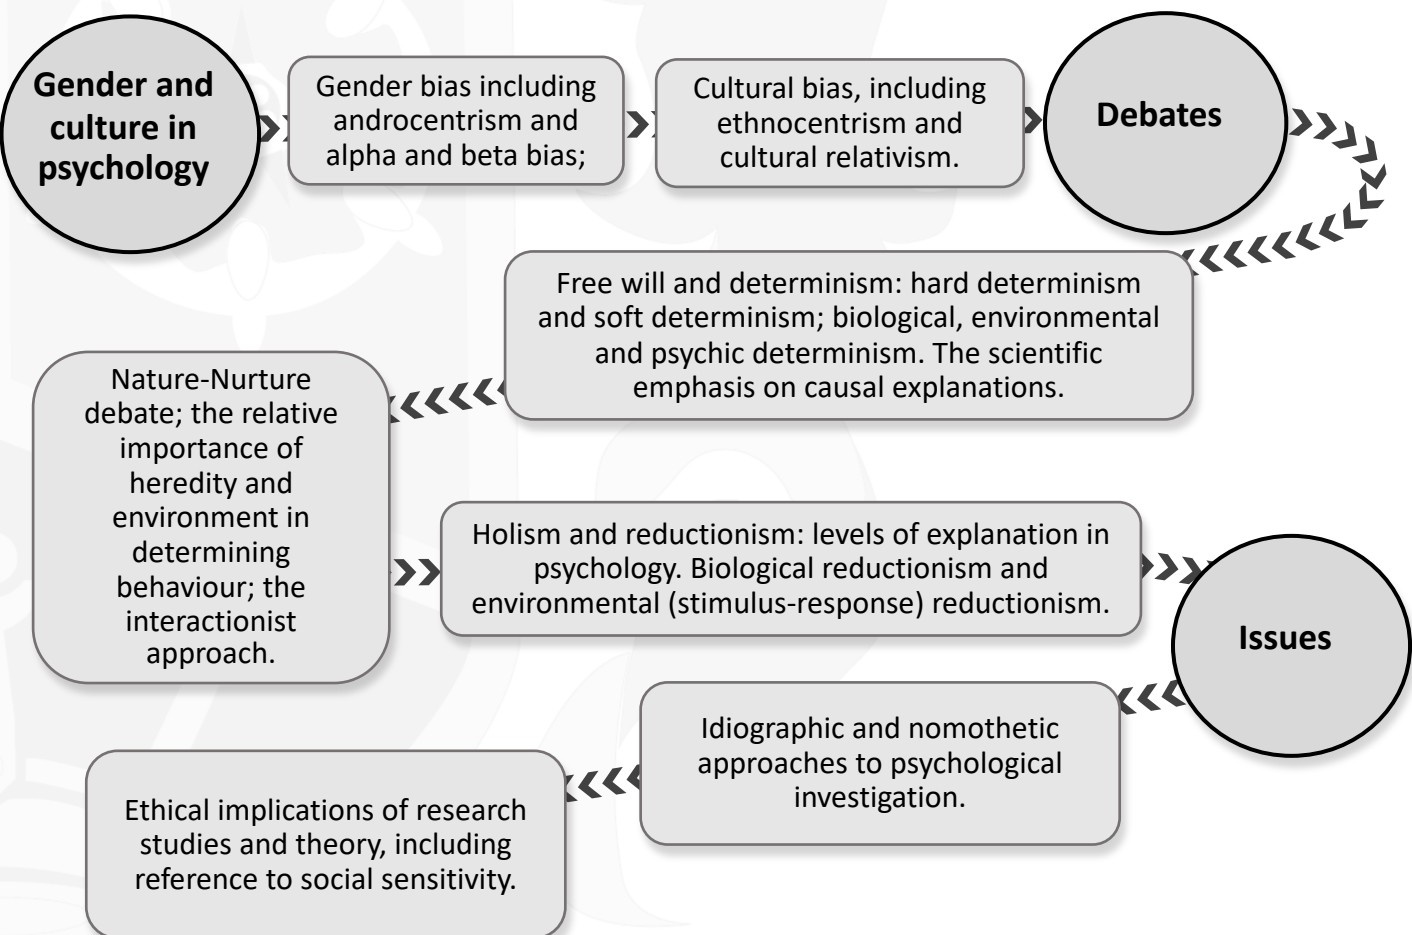 Gender and
culture in
psychology
Gender bias including
androcentrism and
alpha and beta bias;
Cultural bias, including
ethnocentrism and
cultural relativism.
Debates
Free will and determinism: hard determinism
and soft determinism; biological, environmental
and psychic determinism. The scientific
emphasis on causal explanations.
Nature-Nurture
debate; the relative
importance of
heredity and
environment in
determining
behaviour; the
interactionist
approach.
Holism and reductionism: levels of explanation in
psychology. Biological reductionism and
environmental (stimulus-response) reductionism.
Issues
Idiographic and nomothetic
approaches to psychological
investigation.
Ethical implications of research
studies and theory, including
reference to social sensitivity.